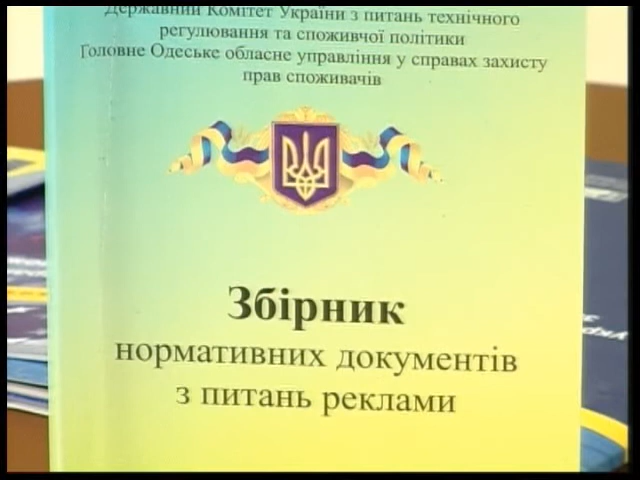 Державний Комітет України з питань технічного
регулювання та споживчої політики
Головне Одеське обласне управління у справах захисту
прав споживачів
Збірник
нормативних документів
з питань реклами